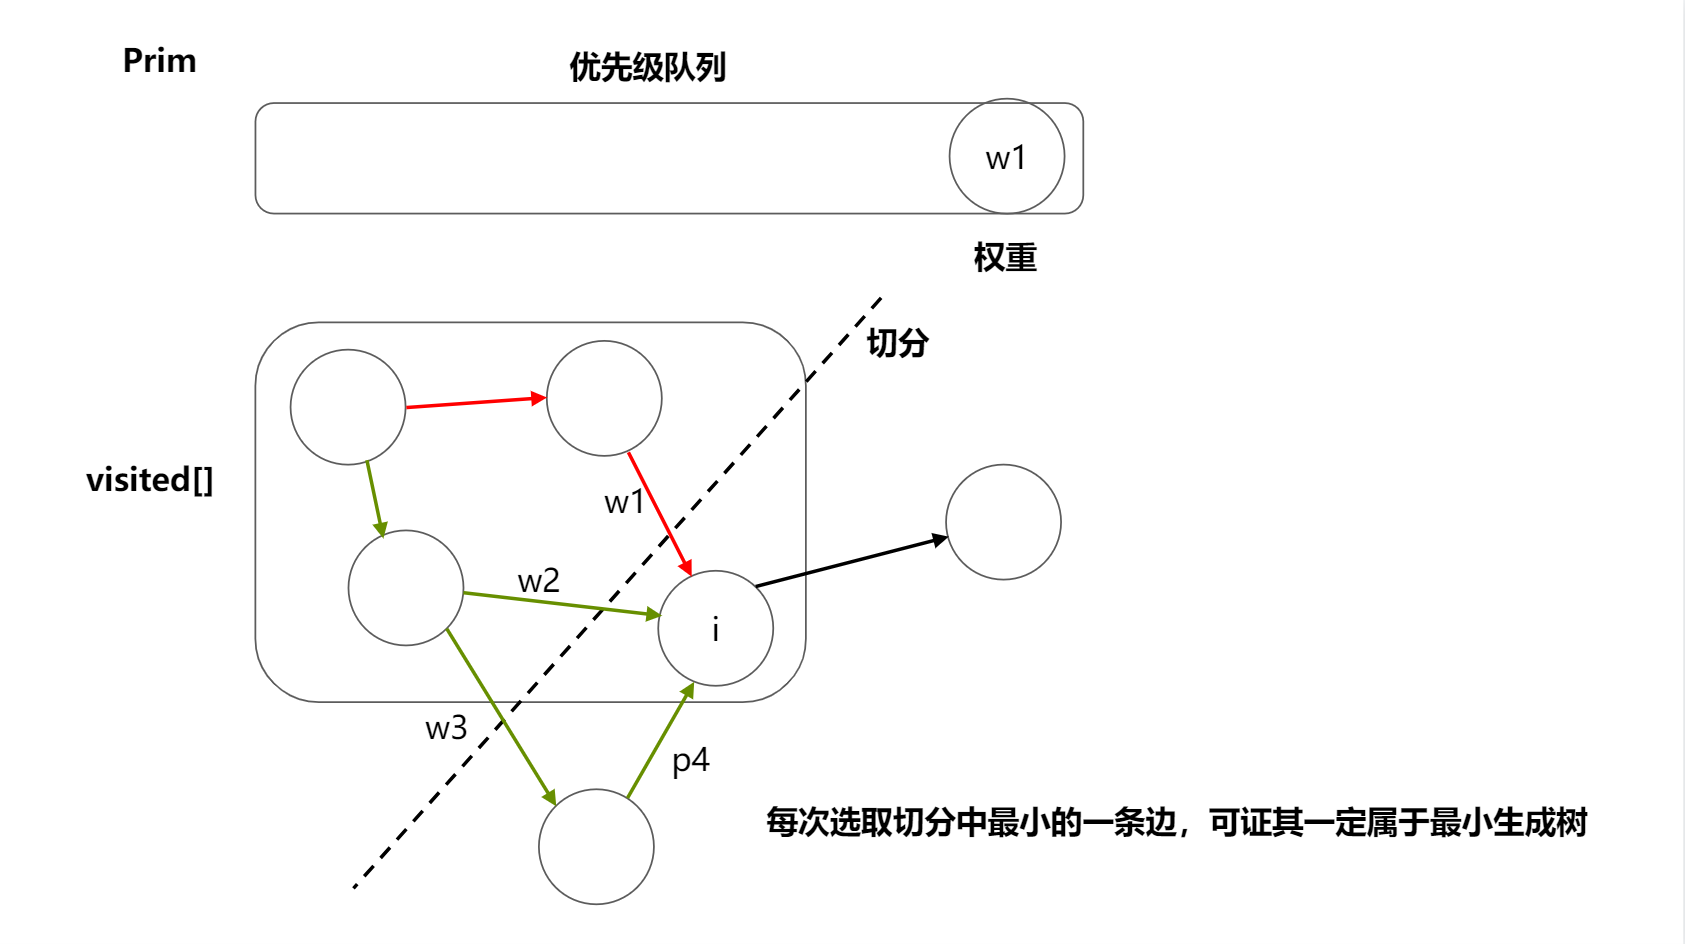 Prim
优先级队列
w1
权重
切分
visited[]
w1
w2
i
w3
p4
每次选取切分中最小的一条边，可证其一定属于最小生成树